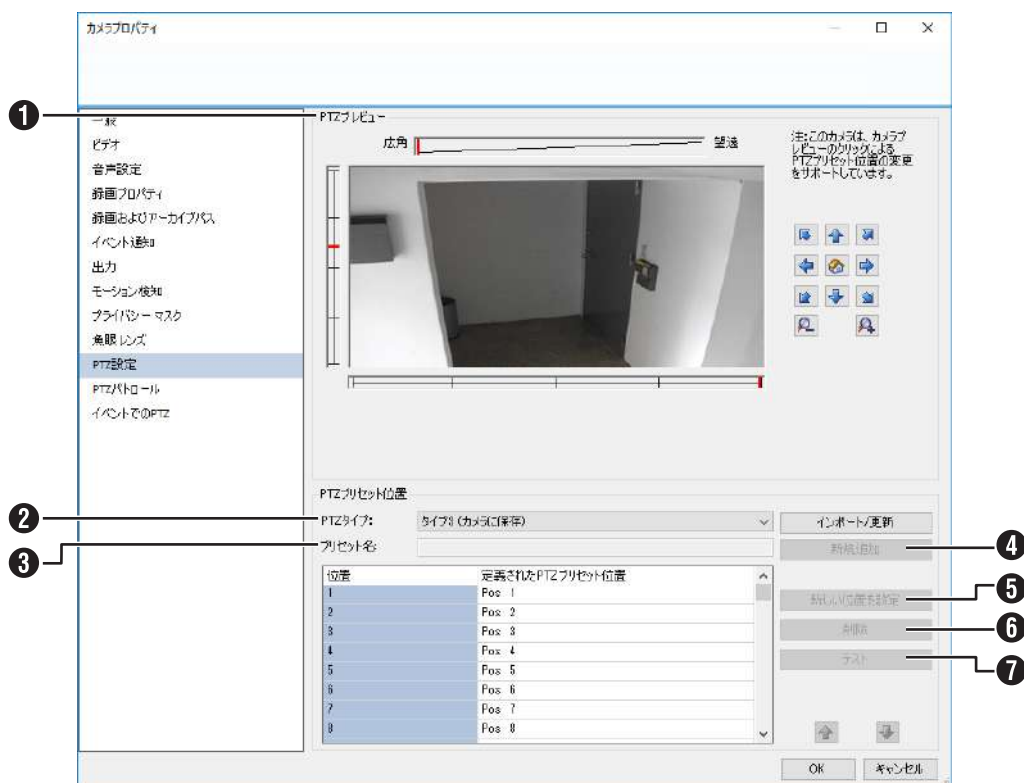 カメラプロパティ
❶
一般
ビデオ
音声設定
録画プロパティ
録画およびアーカイブパス
イベント通知
出力
モーション検知
プライバシー マスク
魚眼レンズ
PTZ設定
PTZパトロール
イベントでのPTZ
PTZプレビュー
広角
望遠
注:このカメラは、カメラプ
レビューのクリックによる
PTZプリセット位置の変更
をサポートしています。
PTZプリセット位置
❷
PTZタイプ:
タイプ3 (カメラに保存)
インポート/更新
❸
プリセット名:
新規追加
❹
位置
定義されたPTZプリセット位置
1
Pos 1
2
Pos 2
3
Pos 3
4
Pos 4
5
Pos 5
6
Pos 6
7
Pos 7
8
Pos 8
新しい位置を設定
❺
削除
❻
テスト
❼
OK
キャンセル